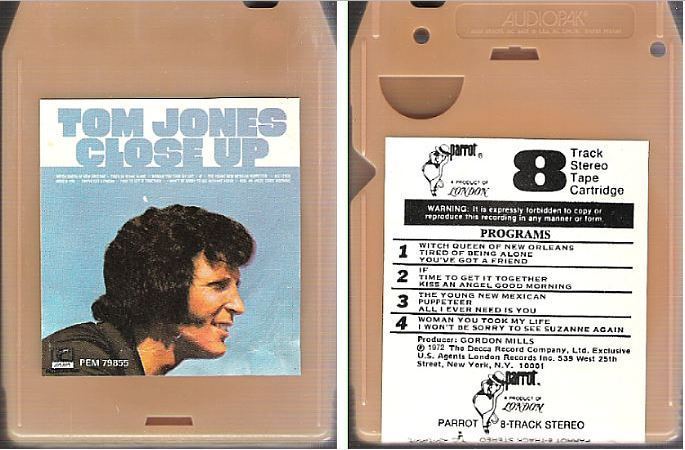 TOM JONES
CLOSE UP
PEM 79855
AUDIOPAK®
parrot®
A PRODUCT OF
LONDON
8
Track
Stereo
Tape
Cartridge
WARNING: It is expressly forbidden to copy or
reproduce this recording in any manner or form.
PROGRAMS
1
WITCH QUEEN OF NEW ORLEANS
TIRED OF BEING ALONE
YOU'VE GOT A FRIEND
2
IF
TIME TO GET IT TOGETHER
KISS AN ANGEL GOOD MORNING
3
THE YOUNG NEW MEXICAN
PUPPETEER
ALL I EVER NEED IS YOU
4
WOMAN YOU TOOK MY LIFE
I WON'T BE SORRY TO SEE SUZANNE AGAIN
Producer: GORDON MILLS
℗ 1972 The Decca Record Company, Ltd. Exclusive
U.S. Agents London Records Inc. 539 West 25th
Street, New York, N.Y. 10001
parrot.
A PRODUCT OF
LONDON
PARROT 8-TRACK STEREO